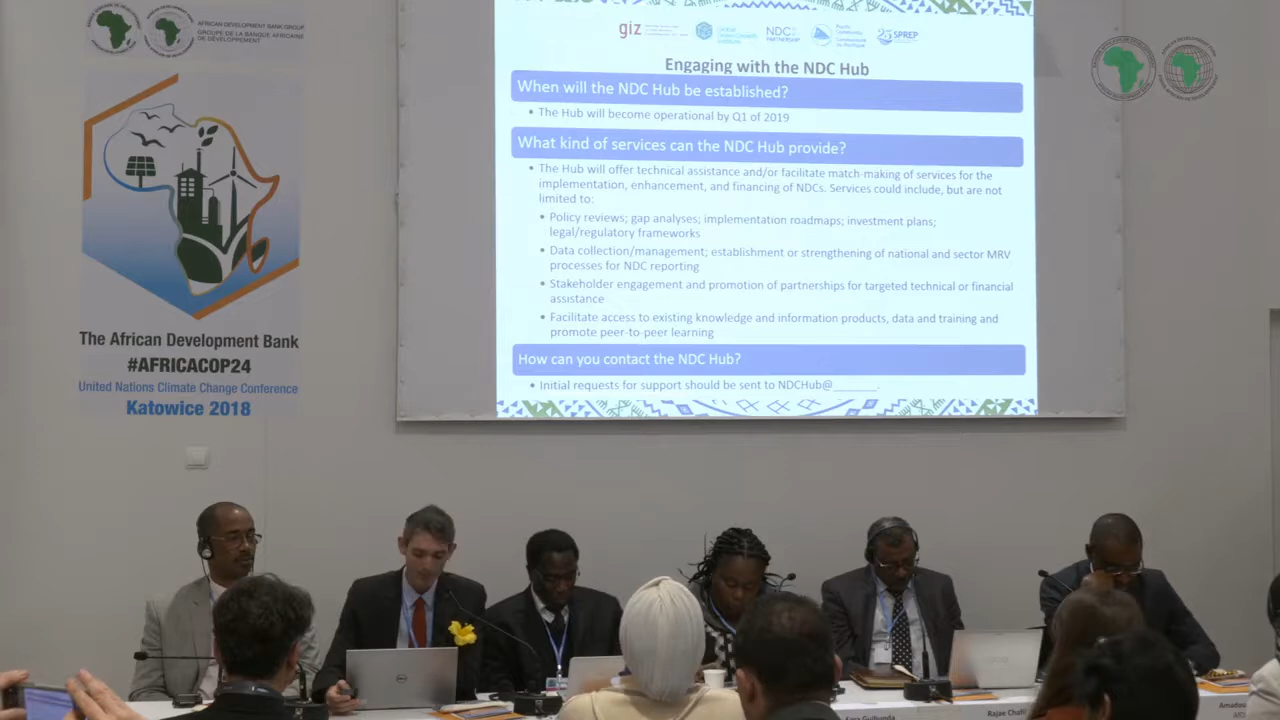 AFRICAN DEVELOPMENT BANK GROUP
GROUPE DE LA BANQUE AFRICAINE
DE DÉVELOPPEMENT
The African Development Bank
#AFRICACOP24
United Nations Climate Change Conference
Katowice 2018
giz
NDC
PARTNERSHIP
SPREP
Engaging with the NDC Hub
When will the NDC Hub be established?
• The Hub will become operational by Q1 of 2019
What kind of services can the NDC Hub provide?
• The Hub will offer technical assistance and/or facilitate match-making of services for the
implementation, enhancement, and financing of NDCs. Services could include, but are not
limited to:
• Policy reviews; gap analyses; implementation roadmaps; investment plans;
legal/regulatory frameworks
• Data collection/management; establishment or strengthening of national and sector MRV
processes for NDC reporting
• Stakeholder engagement and promotion of partnerships for targeted technical or financial
assistance
• Facilitate access to existing knowledge and information products, data and training and
promote peer-to-peer learning
How can you contact the NDC Hub?
• Initial requests for support should be sent to NDCHub@______.
DELL
Rajae Chafil
Amadou